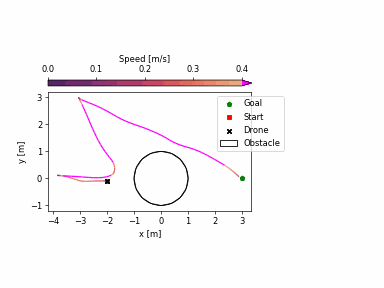 Speed [m/s]
0.0 0.1 0.2 0.3 0.4
Goal
Start
Drone
Obstacle
3
2
1
0
−1
y [m]
−4 −3 −2 −1 0 1 2 3
x [m]